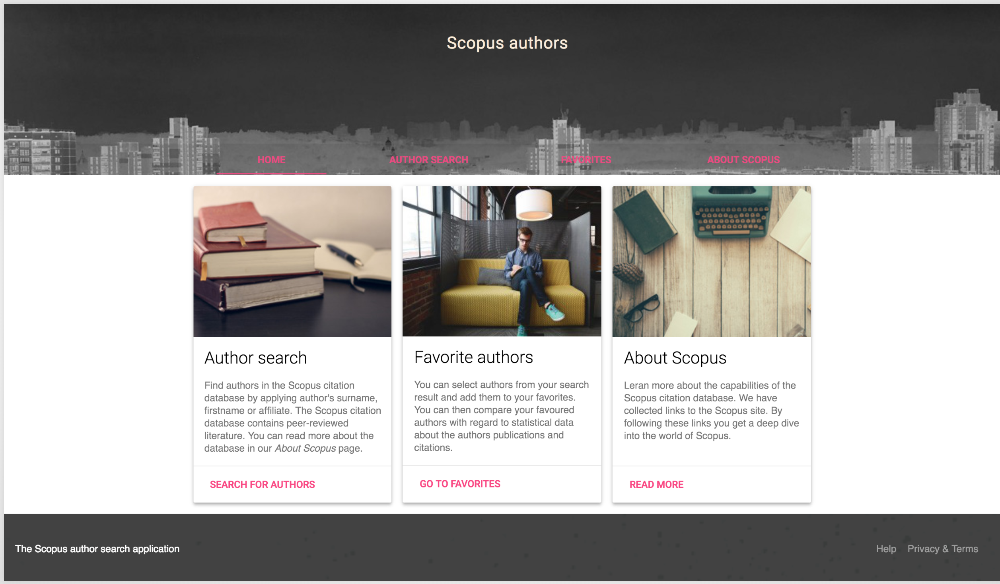 Scopus authors
HOME
AUTHOR SEARCH
FAVORITES
ABOUT SCOPUS
Author search
Find authors in the Scopus citation
database by applying author's surname,
firstname or affiliate. The Scopus citation
database contains peer-reviewed
literature. You can read more about the
database in our About Scopus page.
SEARCH FOR AUTHORS
Favorite authors
You can select authors from your search
result and add them to your favorites.
You can then compare your favoured
authors with regard to statistical data
about the authors publications and
citations.
GO TO FAVORITES
About Scopus
Leran more about the capabilities of the
Scopus citation database. We have
collected links to the Scopus site. By
following these links you get a deep dive
into the world of Scopus.
READ MORE
The Scopus author search application
Help
Privacy & Terms